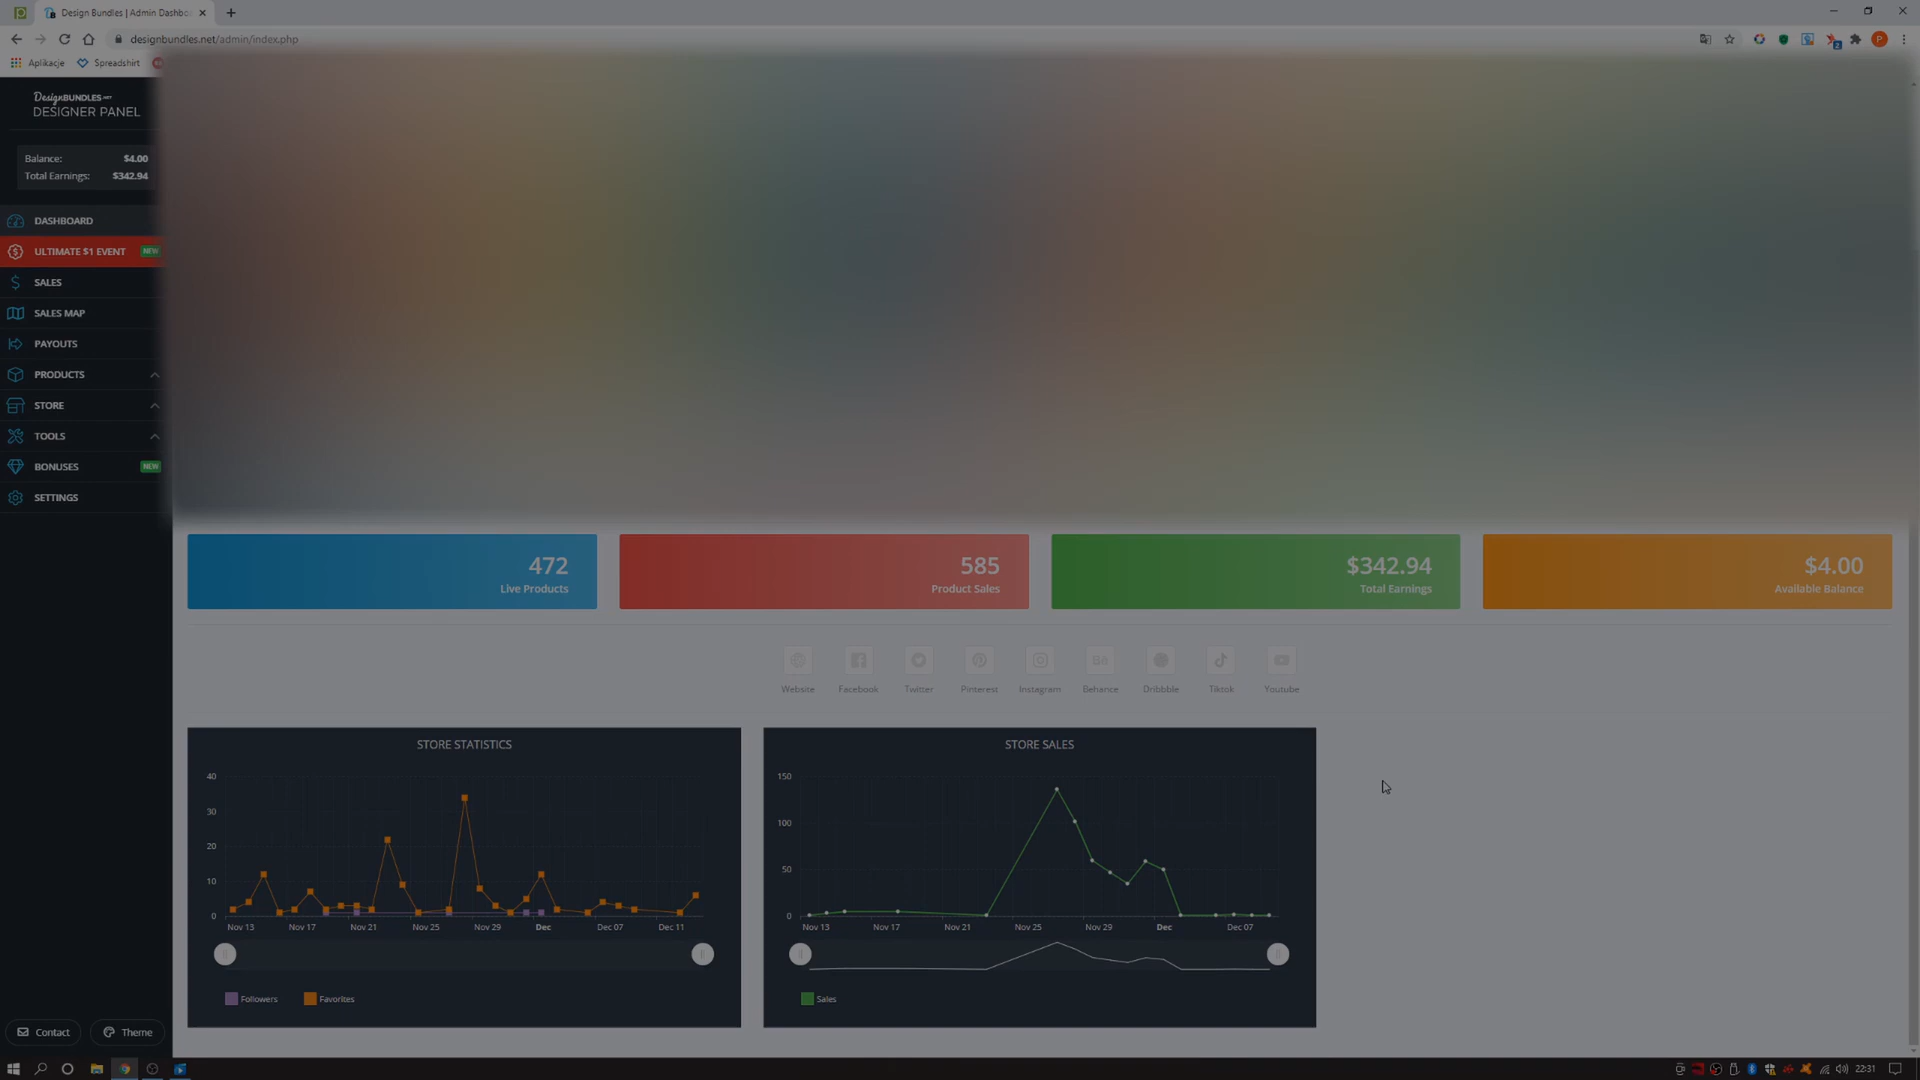 Design Bundles | Admin Dashbo
designbundles.net/admin/index.php
Aplikacje
Spreadshirt
DesignBUNDLES.NET
DESIGNER PANEL
Balance: $4.00
Total Earnings: $342.94
DASHBOARD
ULTIMATE $1 EVENT NEW
SALES
SALES MAP
PAYOUTS
PRODUCTS
STORE
TOOLS
BONUSES NEW
SETTINGS
472
Live Products
585
Product Sales
$342.94
Total Earnings
$4.00
Available Balance
Website
Facebook
Twitter
Pinterest
Instagram
Behance
Dribbble
Tiktok
Youtube
STORE STATISTICS
40
30
20
10
0
Nov 13 Nov 17 Nov 21 Nov 25 Nov 29 Dec Dec 07 Dec 11
Followers
Favorites
STORE SALES
150
100
50
0
Nov 13 Nov 17 Nov 21 Nov 25 Nov 29 Dec Dec 07
Sales
Contact
Theme
22:31